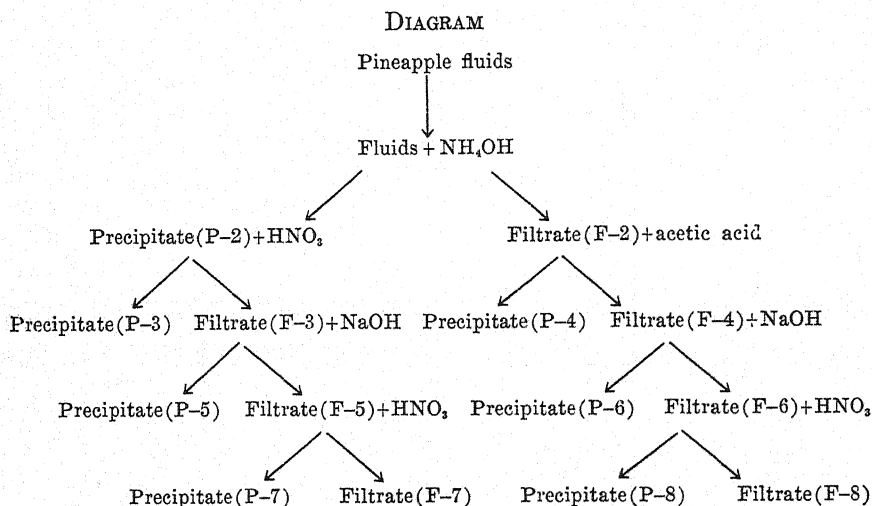 DIAGRAM
Pineapple fluids
Fluids + NH₄OH
Precipitate (P–2)+HNO₃ Filtrate (F–2)+acetic acid
Precipitate (P–3) Filtrate (F–3)+NaOH Precipitate (P–4) Filtrate (F–4)+NaOH
Precipitate (P–5) Filtrate (F–5)+HNO₃ Precipitate (P–6) Filtrate (F–6)+HNO₃
Precipitate (P–7) Filtrate (F–7) Precipitate (P–8) Filtrate (F–8)